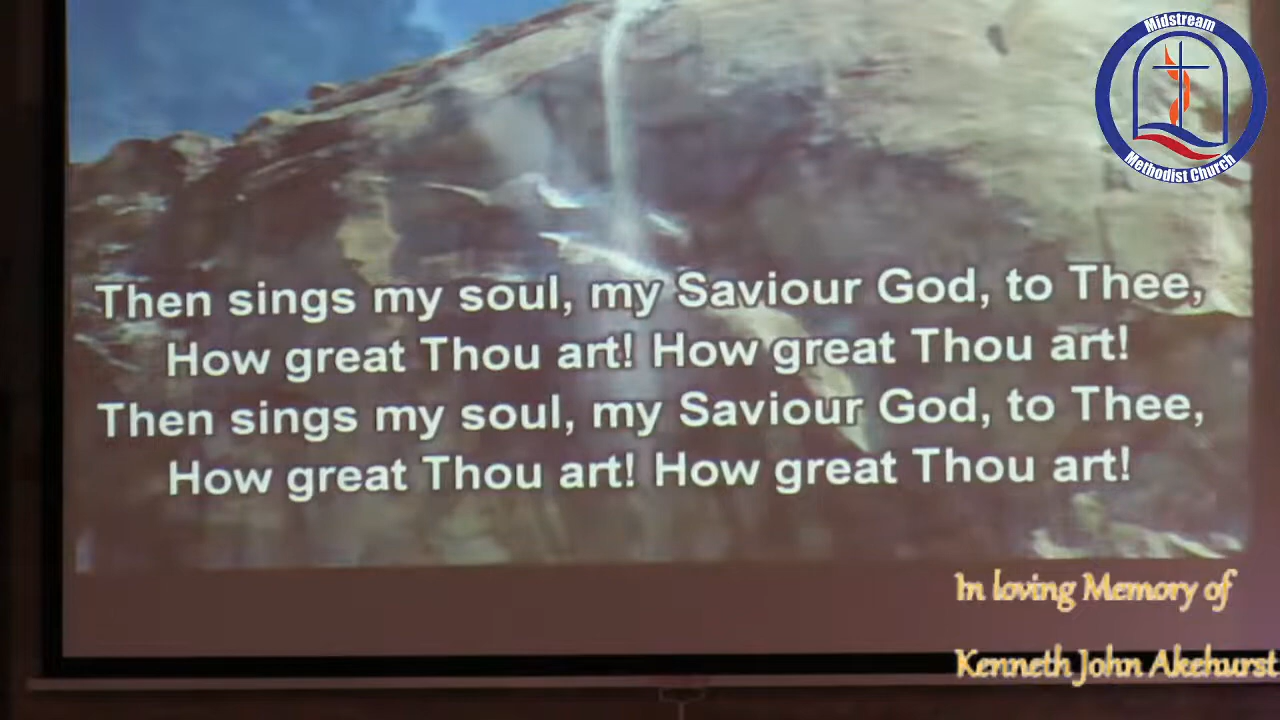 Midstream
Methodist Church
Then sings my soul, my Saviour God, to Thee,
How great Thou art! How great Thou art!
Then sings my soul, my Saviour God, to Thee,
How great Thou art! How great Thou art!
In loving Memory of
Kenneth John Akehurst